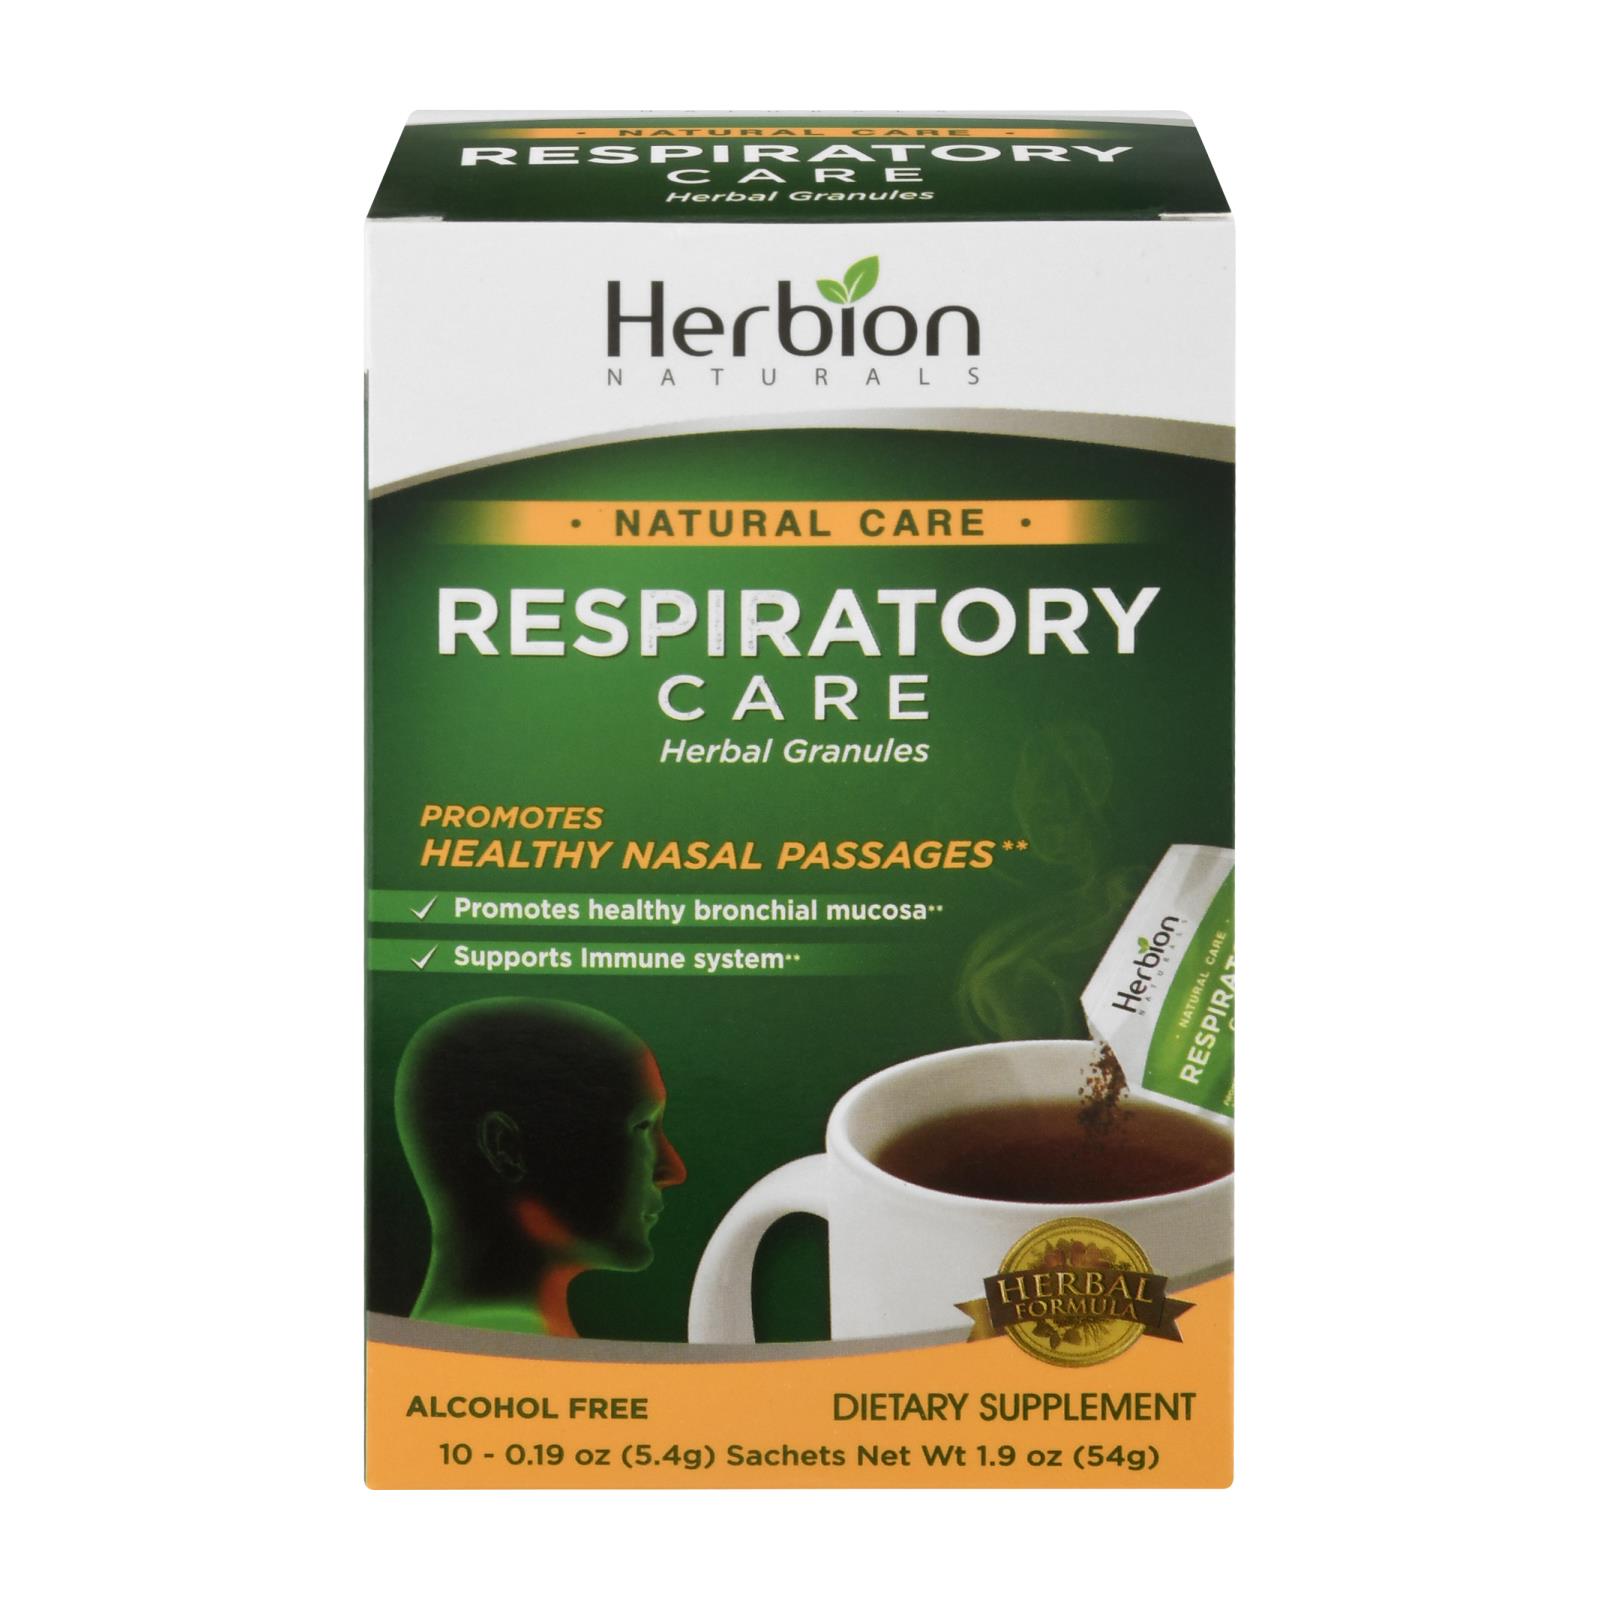 • NATURAL CARE •
RESPIRATORY
CARE
Herbal Granules
Herbion
NATURALS
• NATURAL CARE •
RESPIRATORY
CARE
Herbal Granules
PROMOTES
HEALTHY NASAL PASSAGES**
✓ Promotes healthy bronchial mucosa**
✓ Supports Immune system**
Herbion
NATURALS
• NATURAL CARE •
HERBAL
FORMULA
ALCOHOL FREE
DIETARY SUPPLEMENT
10 - 0.19 oz (5.4g) Sachets Net Wt 1.9 oz (54g)